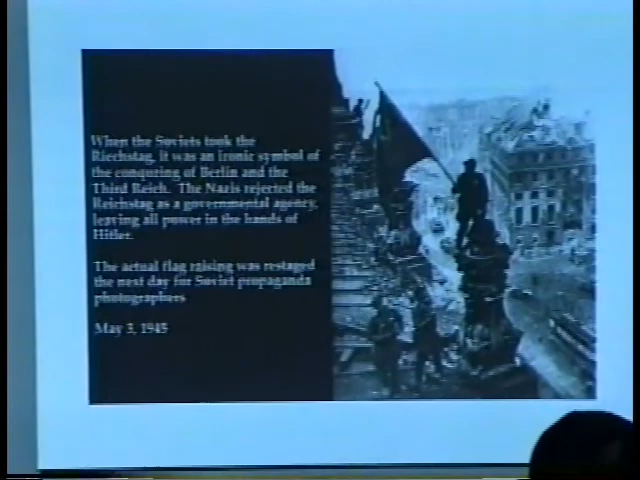 When the Soviets took the
Riechstag, it was an ironic symbol of
the conquring of Berlin and the
Third Reich. The Nazis rejected the
Reichstag as a governmental agency,
leaving all power in the hands of
Hitler.
The actual flag raising was restaged
the next day for Soviet propaganda
photographers
May 3, 1945